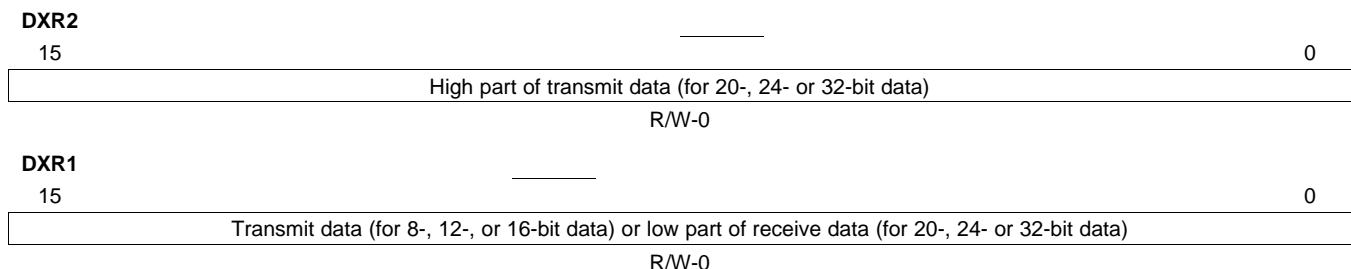 DXR2
15 0
High part of transmit data (for 20-, 24- or 32-bit data)
R/W-0
DXR1
15 0
Transmit data (for 8-, 12-, or 16-bit data) or low part of receive data (for 20-, 24- or 32-bit data)
R/W-0